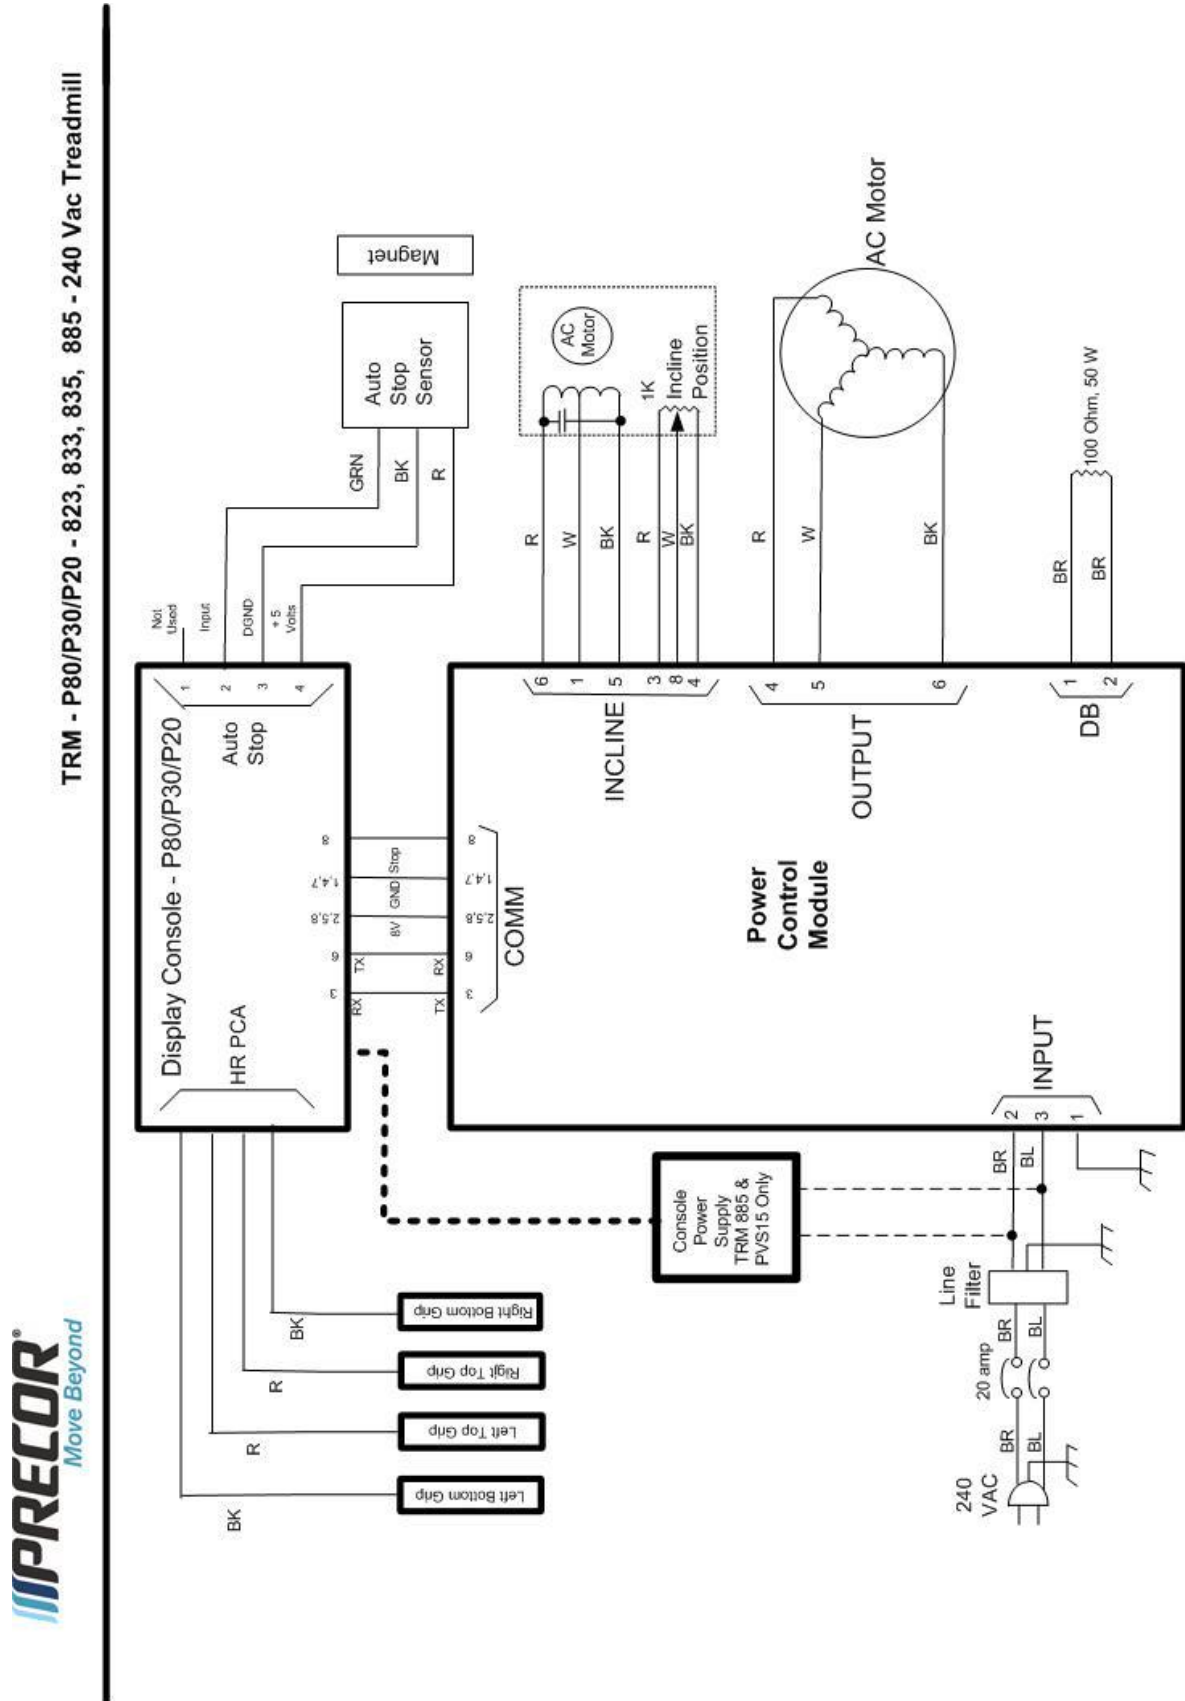 PRECOR®
Move Beyond
TRM - P80/P30/P20 - 823, 833, 835, 885 - 240 Vac Treadmill
Display Console - P80/P30/P20
HR PCA
Auto
Stop
1
2
3
4
Not
Used
Input
DGND
+ 5
Volts
GRN
BK
R
Auto
Stop
Sensor
Magnet
BK
R
R
BK
Left Bottom Grip
Left Top Grip
Rigjt Top Grip
Right Bottom Grip
3
6
2,5,8
1,4,7
8
RX
TX
8V
GND
Stop
TX
RX
3
6
2,5,8
1,4,7
8
COMM
Console
Power
Supply
TRM 885 &
PVS15 Only
Power
Control
Module
INCLINE
6
1
5
3
8
4
R
W
BK
R
W
BK
AC
Motor
1K
Incline
Position
OUTPUT
4
5
6
R
W
BK
AC Motor
DB
1
2
BR
BR
100 Ohm, 50 W
INPUT
2
3
1
BR
BL
Line
Filter
BR
BL
20 amp
BR
BL
240
VAC